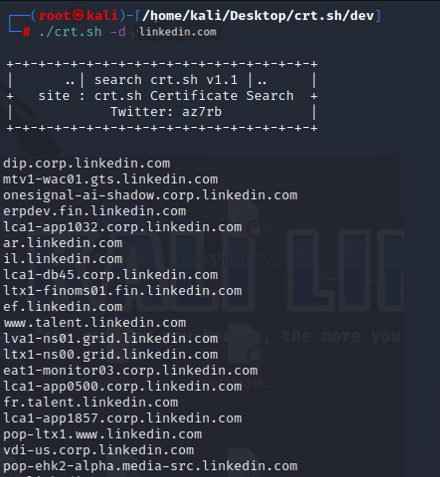 ┌──(root㉿kali)-[/home/kali/Desktop/crt.sh/dev]
└─# ./crt.sh -d linkedin.com
+-+-+-+-+-+-+-+-+-+-+-+-+-+-+-+-+-+-+
| ..| search crt.sh v1.1 |.. |
+ site : crt.sh Certificate Search +
| Twitter: az7rb |
+-+-+-+-+-+-+-+-+-+-+-+-+-+-+-+-+-+-+
dip.corp.linkedin.com
mtv1-wac01.gts.linkedin.com
onesignal-ai-shadow.corp.linkedin.com
erpdev.fin.linkedin.com
lca1-app1032.corp.linkedin.com
ar.linkedin.com
il.linkedin.com
lca1-db45.corp.linkedin.com
ltx1-finoms01.fin.linkedin.com
ef.linkedin.com
www.talent.linkedin.com
lva1-ns01.grid.linkedin.com
ltx1-ns00.grid.linkedin.com
eat1-monitor03.corp.linkedin.com
lca1-app0500.corp.linkedin.com
fr.talent.linkedin.com
lca1-app1857.corp.linkedin.com
pop-ltx1.www.linkedin.com
vdi-us.corp.linkedin.com
pop-ehk2-alpha.media-src.linkedin.com